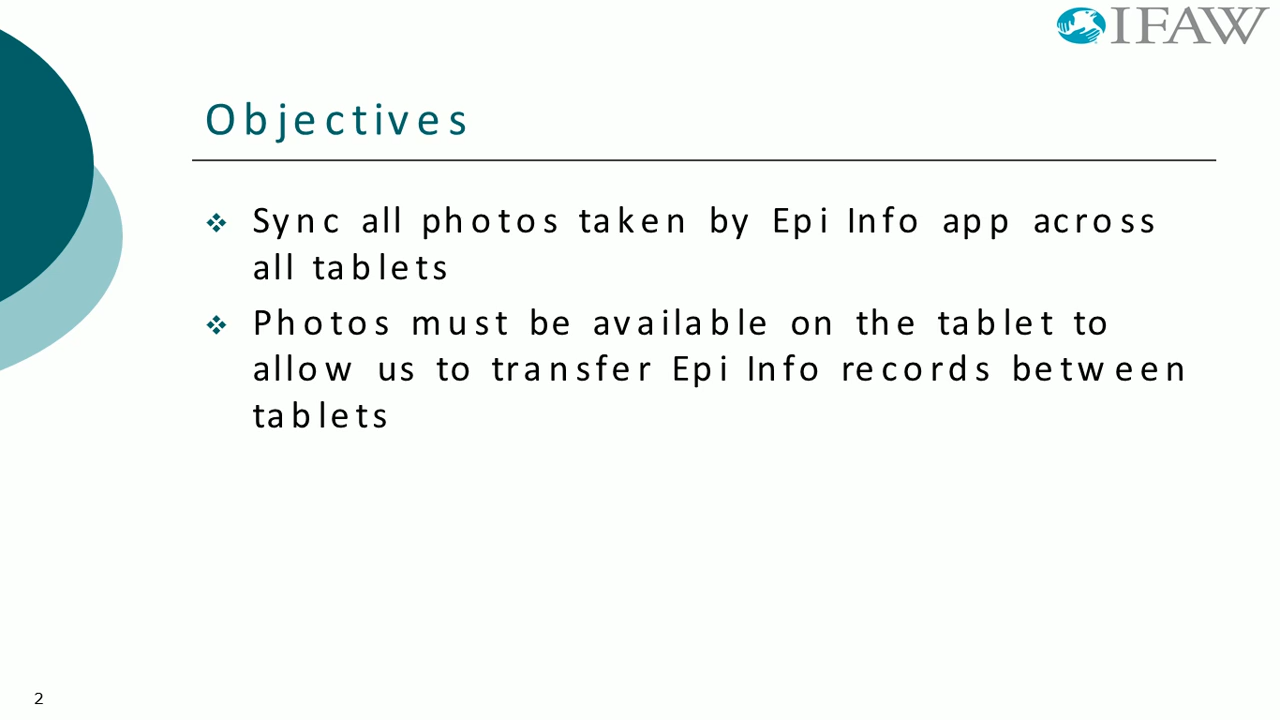 IFAW
Objectives
Sync all photos taken by Epi Info app across
all tablets
Photos must be available on the tablet to
allow us to transfer Epi Info records between
tablets
2